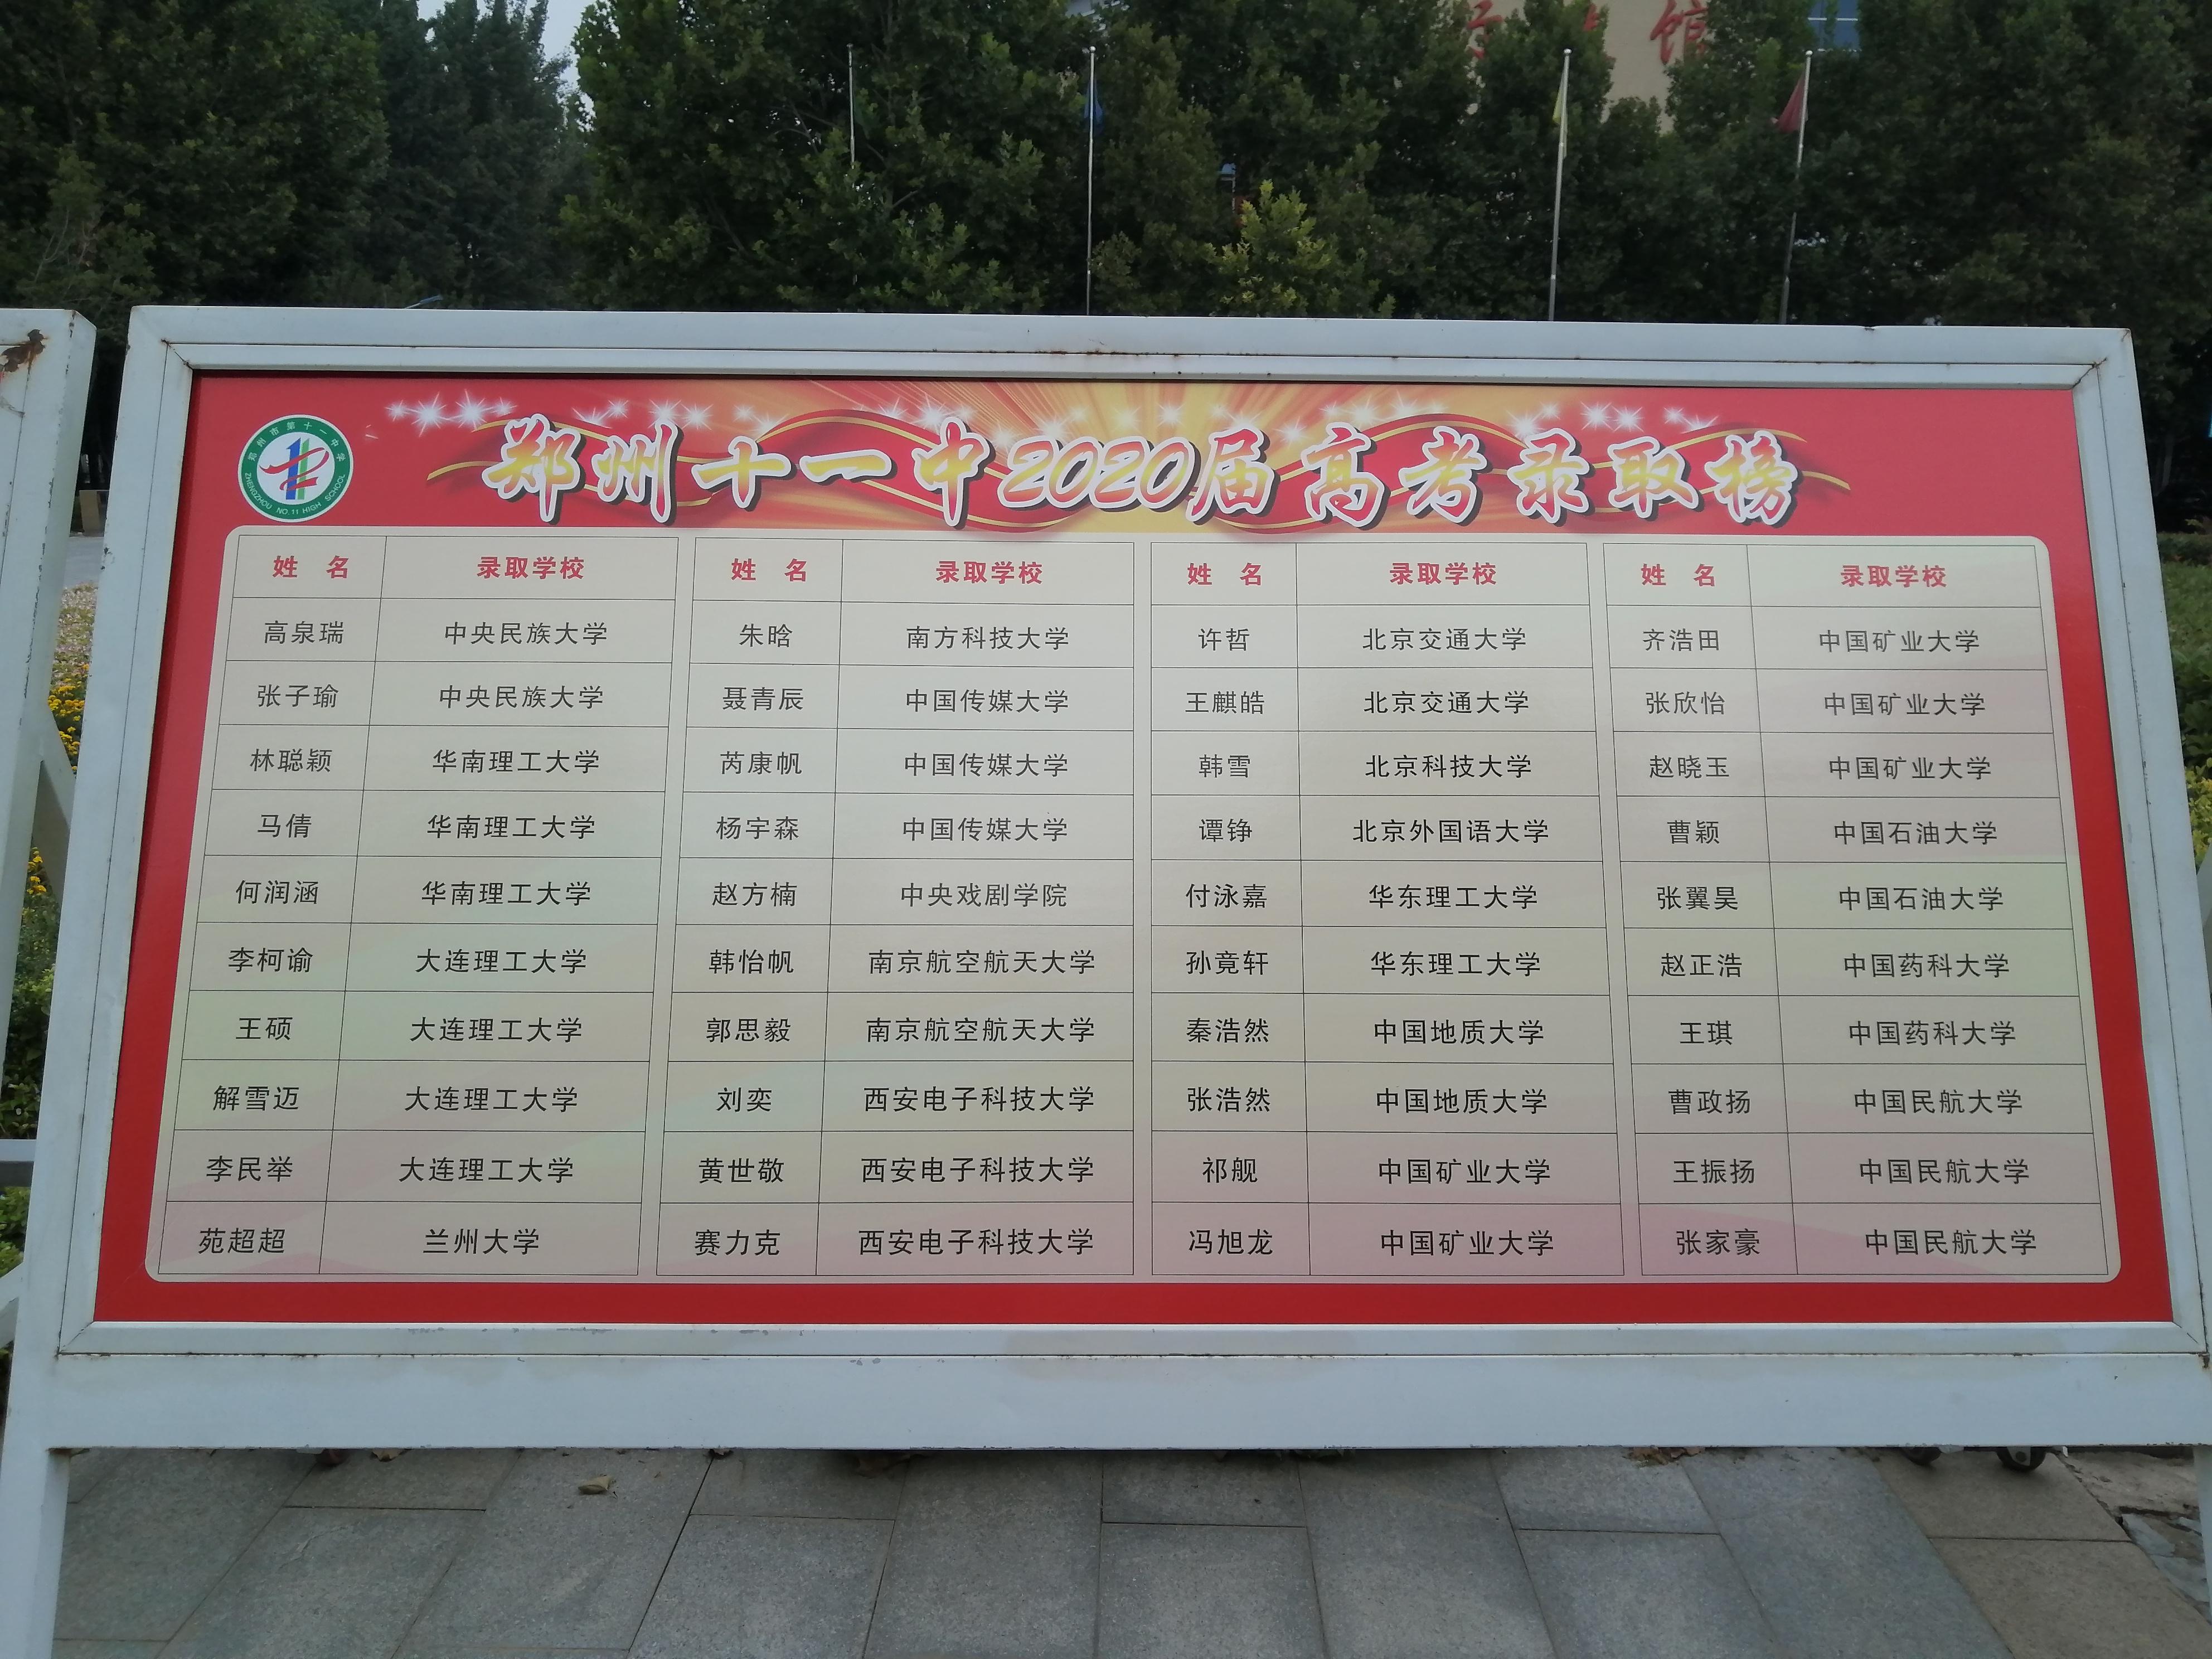 馆
郑州市第十一中学
ZHENGZHOU NO.11 HIGH SCHOOL
郑州十一中2020届高考录取榜
姓 名 录取学校 姓 名 录取学校 姓 名 录取学校 姓 名 录取学校
高泉瑞 中央民族大学 朱晗 南方科技大学 许哲 北京交通大学 齐浩田 中国矿业大学
张子瑜 中央民族大学 聂青辰 中国传媒大学 王麒皓 北京交通大学 张欣怡 中国矿业大学
林聪颖 华南理工大学 芮康帆 中国传媒大学 韩雪 北京科技大学 赵晓玉 中国矿业大学
马倩 华南理工大学 杨宇森 中国传媒大学 谭铮 北京外国语大学 曹颖 中国石油大学
何润涵 华南理工大学 赵方楠 中央戏剧学院 付泳嘉 华东理工大学 张翼昊 中国石油大学
李柯谕 大连理工大学 韩怡帆 南京航空航天大学 孙竟轩 华东理工大学 赵正浩 中国药科大学
王硕 大连理工大学 郭思毅 南京航空航天大学 秦浩然 中国地质大学 王琪 中国药科大学
解雪迈 大连理工大学 刘奕 西安电子科技大学 张浩然 中国地质大学 曹政扬 中国民航大学
李民举 大连理工大学 黄世敬 西安电子科技大学 祁舰 中国矿业大学 王振扬 中国民航大学
苑超超 兰州大学 赛力克 西安电子科技大学 冯旭龙 中国矿业大学 张家豪 中国民航大学